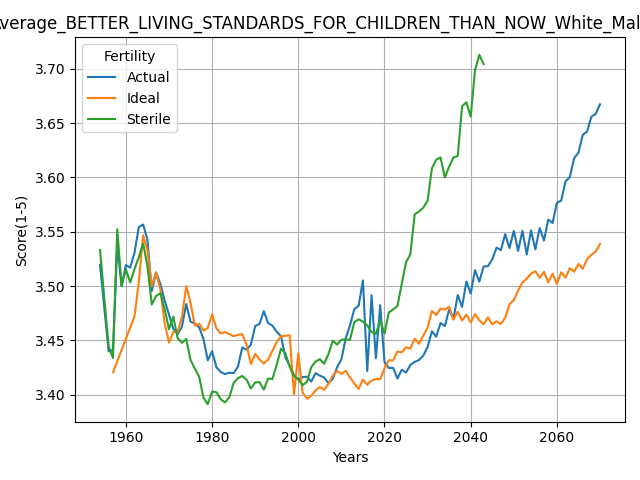 verage_BETTER_LIVING_STANDARDS_FOR_CHILDREN_THAN_NOW_White_Mal
Fertility
Actual
Ideal
Sterile
Score(1-5)
3.70
3.65
3.60
3.55
3.50
3.45
3.40
1960
1980
2000
2020
2040
2060
Years